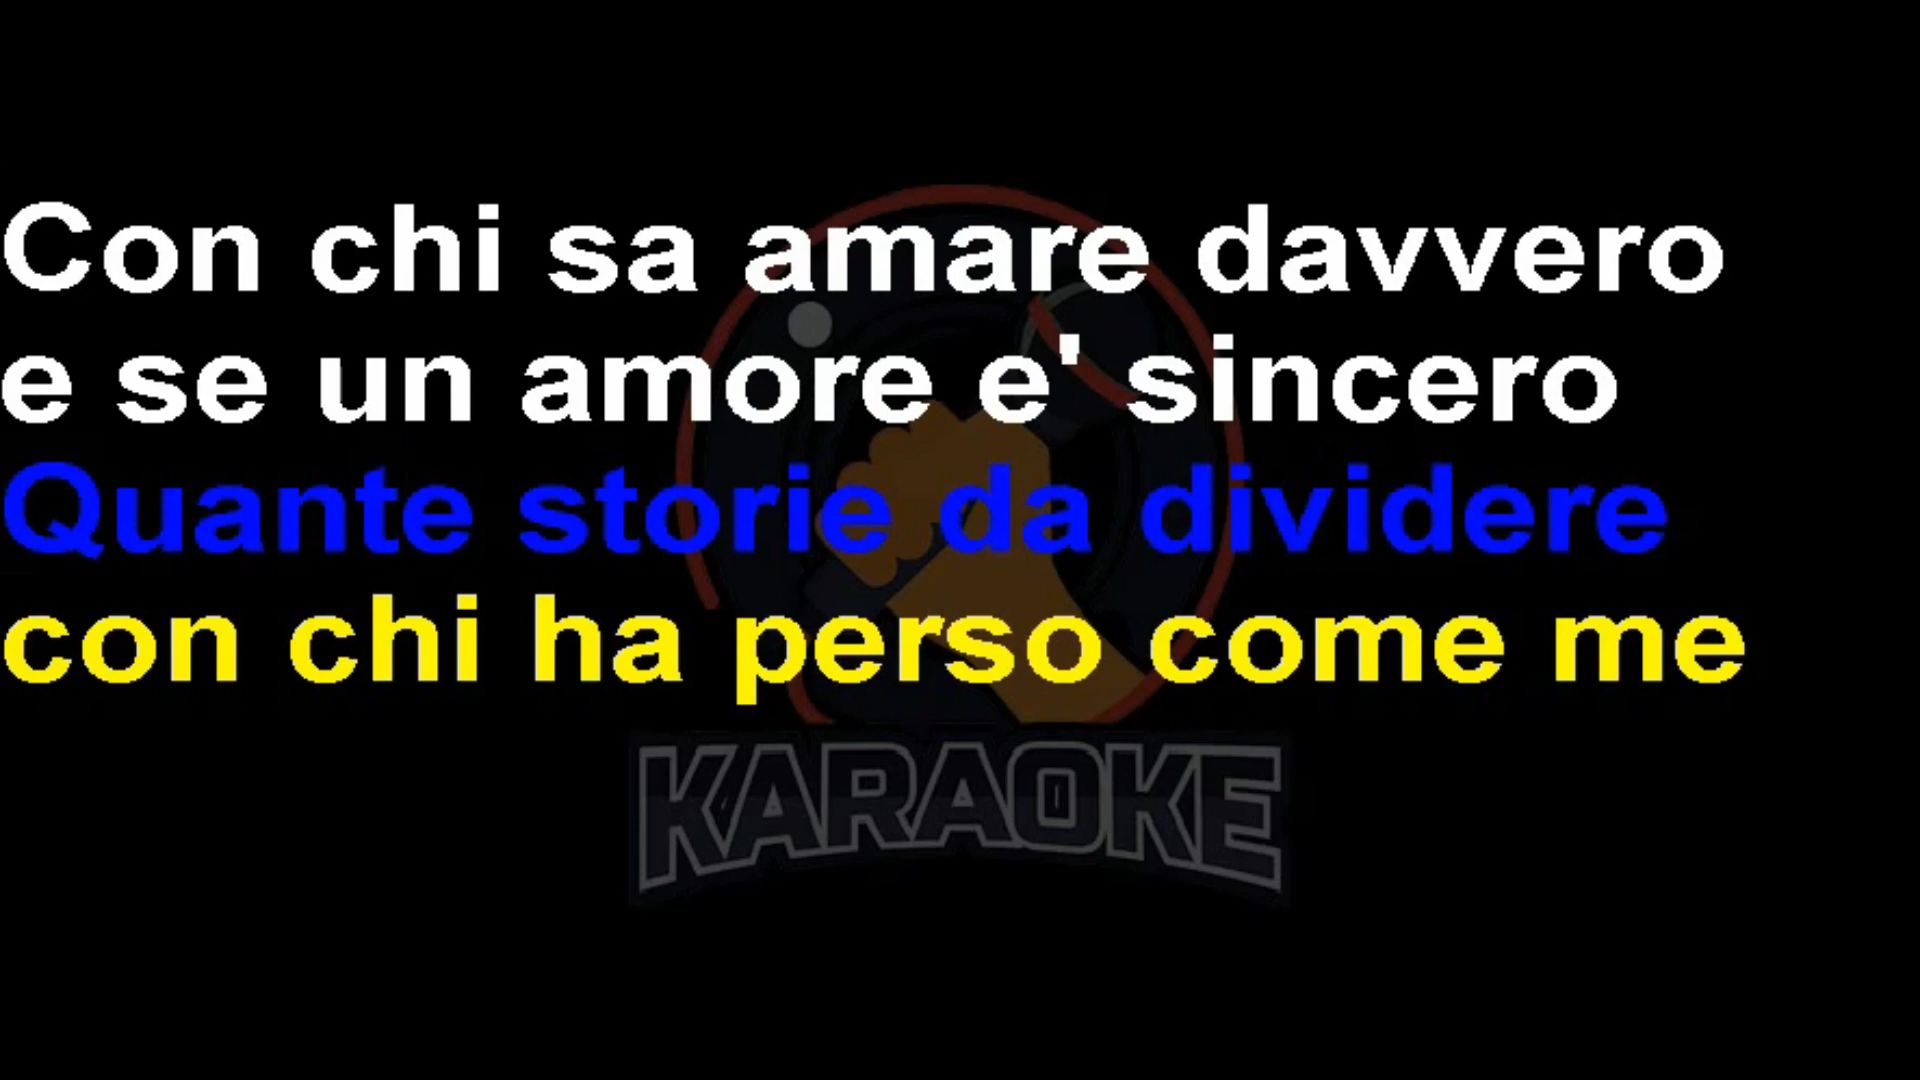 Con chi sa amare davvero
e se un amore e' sincero
Quante storie da dividere
con chi ha perso come me
KARAOKE